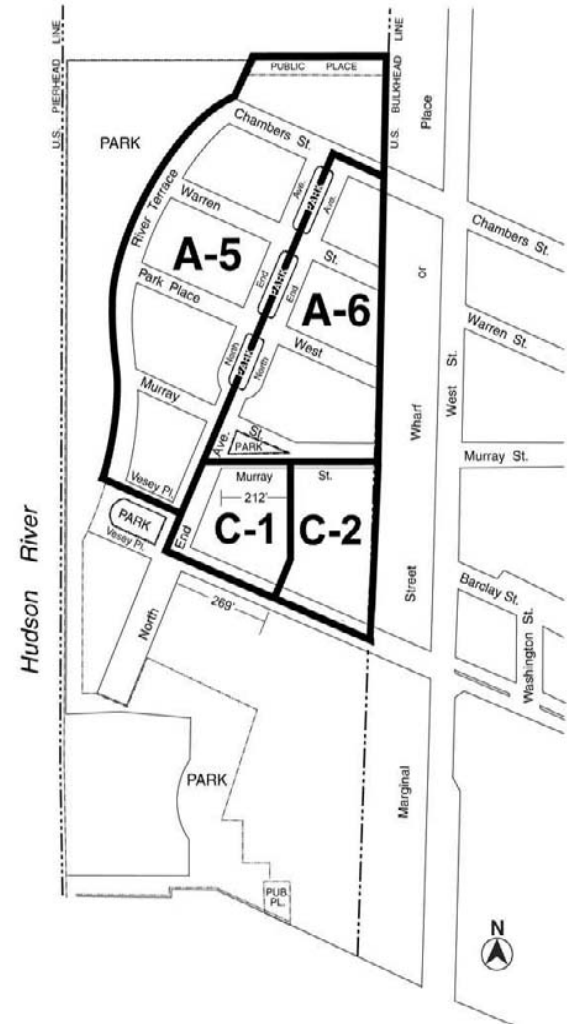 U.S. PIERHEAD LINE
U.S. BULKHEAD LINE
PUBLIC PLACE
PARK
Chambers St.
River Terrace
Warren
St.
Ave.
PARK
Ave.
Place
or
Wharf
Street
Marginal
A-5
A-6
End
PARK
End
Park Place
West
North
PARK
North
Murray
St.
Ave.
PARK
Chambers St.
Warren St.
West St.
Murray St.
Barclay St.
Washington St.
Vesey Pl.
PARK
Vesey Pl.
End
Murray St.
212'
C-1
C-2
269'
North
Hudson River
PARK
PUB.
PL.
N